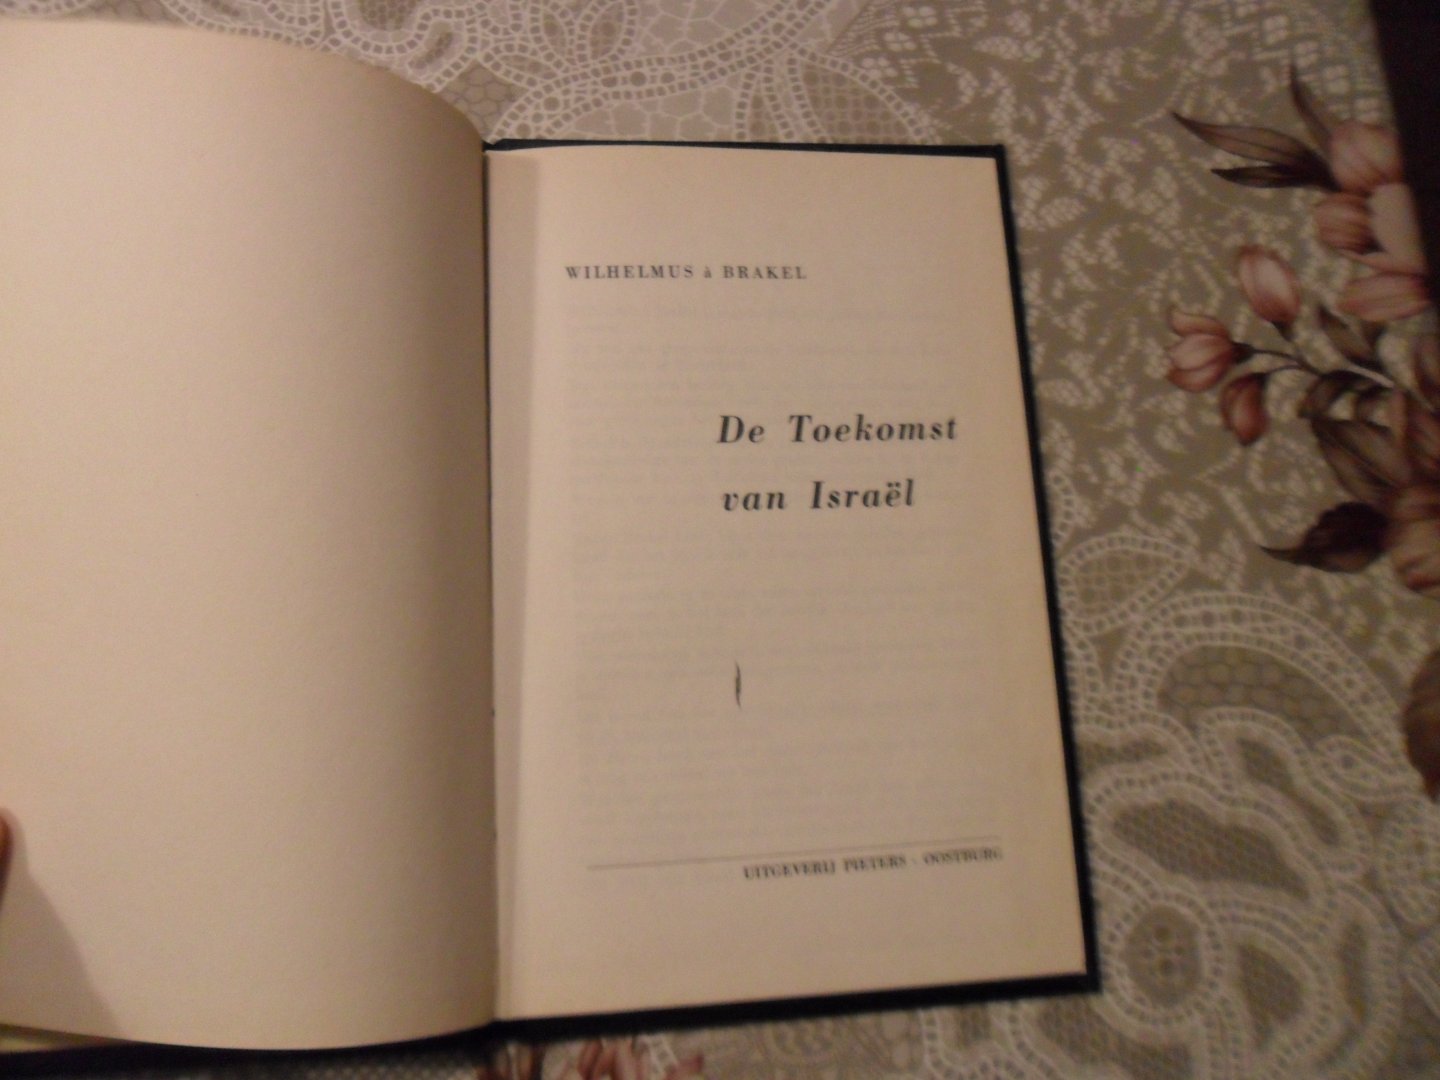 WILHELMUS à BRAKEL
De Toekomst
van Israël
UITGEVERIJ PIETERS - OOSTBURG